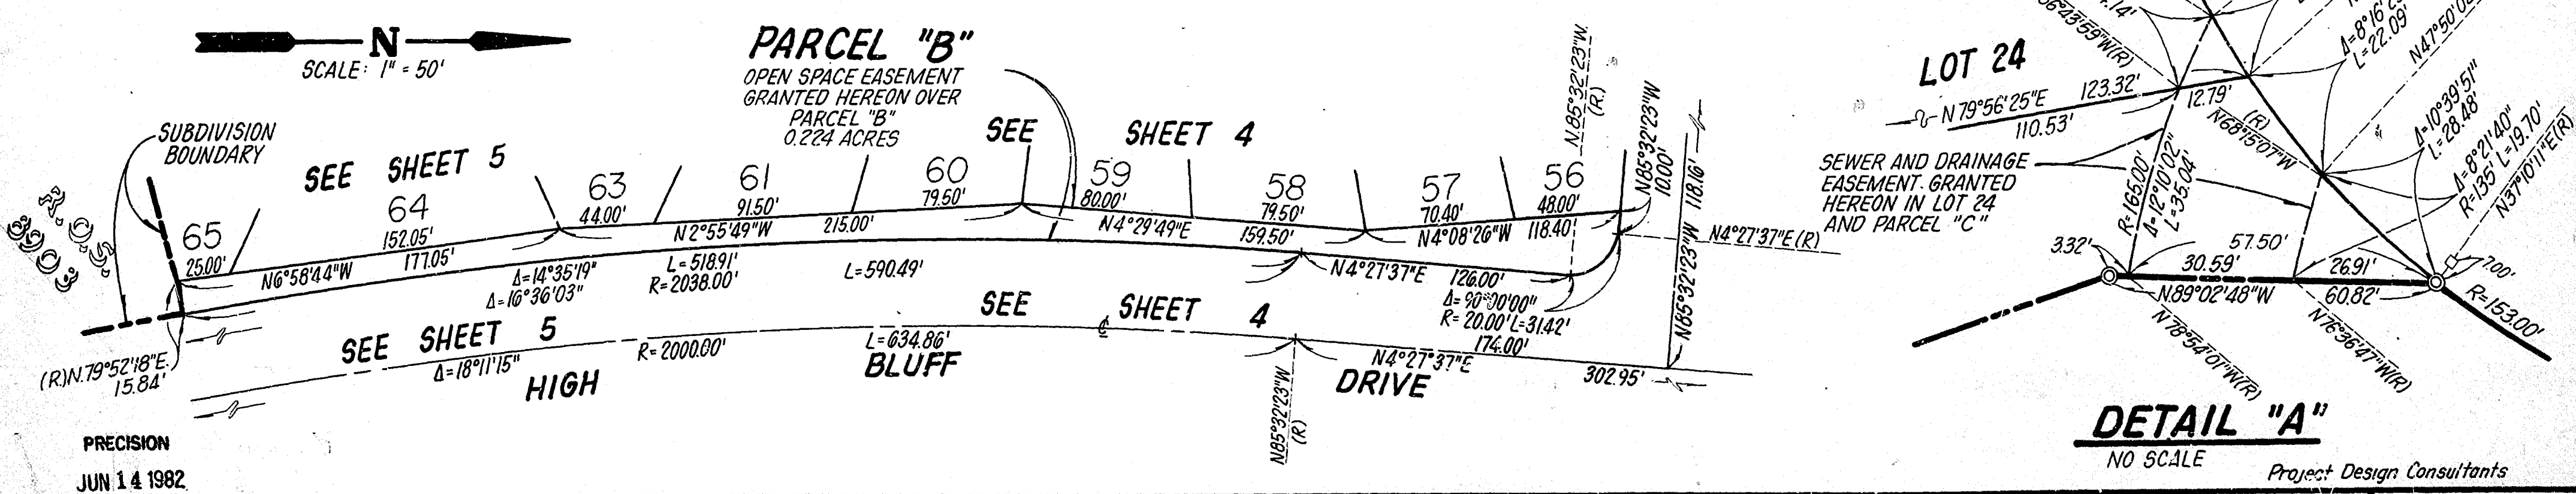 N
SCALE: 1" = 50'
PARCEL "B"
OPEN SPACE EASEMENT
GRANTED HEREON OVER
PARCEL "B"
0.224 ACRES
SUBDIVISION
BOUNDARY
R.O.S.
8903
SEE SHEET 5
SEE SHEET 4
65
64
63
61
60
59
58
57
56
25.00'
152.05'
44.00'
91.50'
79.50'
80.00'
79.50'
70.40'
48.00'
N6°58'44"W
177.05'
N2°55'49"W
215.00'
N4°29'49"E
159.50'
N4°08'26"W
118.40'
N.85°32'23"W.
(R.)
N85°32'23"W
10.00'
N85°32'23"W 118.16'
N4°27'37"E(R)
Δ=14°35'19"
Δ=16°36'03"
L=518.91'
R=2038.00'
L=590.49'
N4°27'37"E
126.00'
Δ=90°00'00"
R= 20.00' L=31.42'
SEE SHEET 5
SEE SHEET 4
(R.)N.79°52'18"E.
15.84'
Δ=18°11'15"
R=2000.00'
L=634.86'
℄
N4°27'37"E
174.00'
302.95'
N85°32'23"W
(R)
HIGH BLUFF DRIVE
PRECISION
JUN 14 1982
LOT 24
N79°56'25"E
123.32'
110.53'
12.79'
Δ=8°16'
L=22.09'
(R)
N68°15'07"W
Δ=10°39'51"
L=28.48'
Δ=8°21'40"
R=135' L=19.70'
N37°10'11"E(R)
SEWER AND DRAINAGE
EASEMENT GRANTED
HEREON IN LOT 24
AND PARCEL "C"
R=165.00'
Δ=12°10'02"
L=35.04'
3.32'
57.50'
30.59'
26.91'
N89°02'48"W
60.82'
7.00'
R=153.00'
N78°54'01"W(R)
N76°36'47"W(R)
DETAIL "A"
NO SCALE
Project Design Consultants